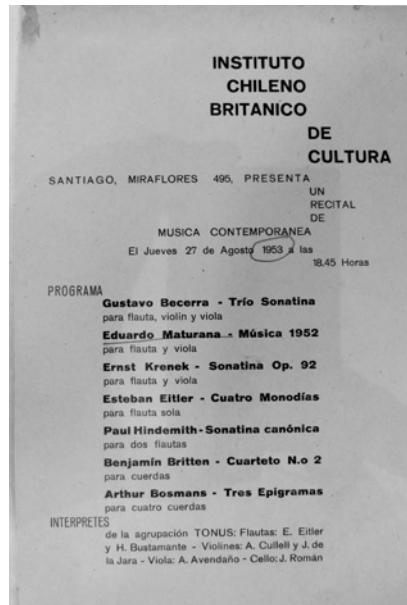 INSTITUTO
CHILENO
BRITANICO
DE
CULTURA
SANTIAGO, MIRAFLORES 495, PRESENTA
UN
RECITAL
DE
MUSICA CONTEMPORANEA
El Jueves 27 de Agosto 1953 a las
18,45 Horas
PROGRAMA
Gustavo Becerra - Trío Sonatina
para flauta, violín y viola
Eduardo Maturana - Música 1952
para flauta y viola
Ernst Krenek - Sonatina Op. 92
para flauta y viola
Esteban Eitler - Cuatro Monodías
para flauta sola
Paul Hindemith - Sonatina canónica
para dos flautas
Benjamín Britten - Cuarteto N.o 2
para cuerdas
Arthur Bosmans - Tres Epigramas
para cuatro cuerdas
INTERPRETES
de la agrupación TONUS: Flautas: E. Eitler
y H. Bustamante - Violines: A. Cullell y J. de
la Jara - Viola: A. Avendaño - Cello: J. Román